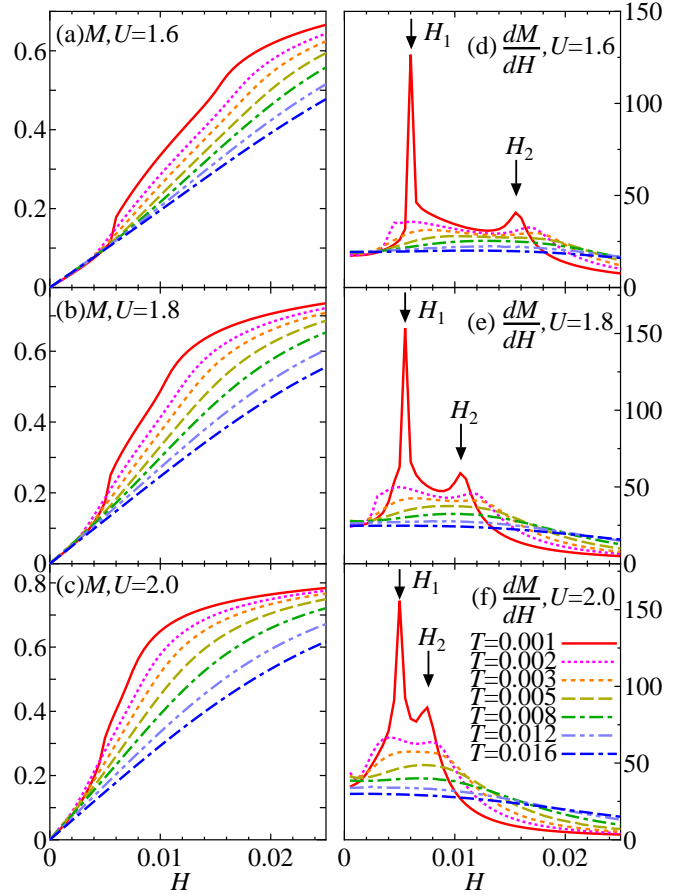 (a)M,U=1.6
0.6
0.4
0.2
0
H1
(d) dM/dH, U=1.6
H2
150
100
50
0
(b)M,U=1.8
0.6
0.4
0.2
0
H1
(e) dM/dH, U=1.8
H2
150
100
50
0
(c)M,U=2.0
0.8
0.6
0.4
0.2
0
0
0.01
0.02
H
H1
(f) dM/dH, U=2.0
H2
T=0.001
T=0.002
T=0.003
T=0.005
T=0.008
T=0.012
T=0.016
150
100
50
0
0
0.01
0.02
H